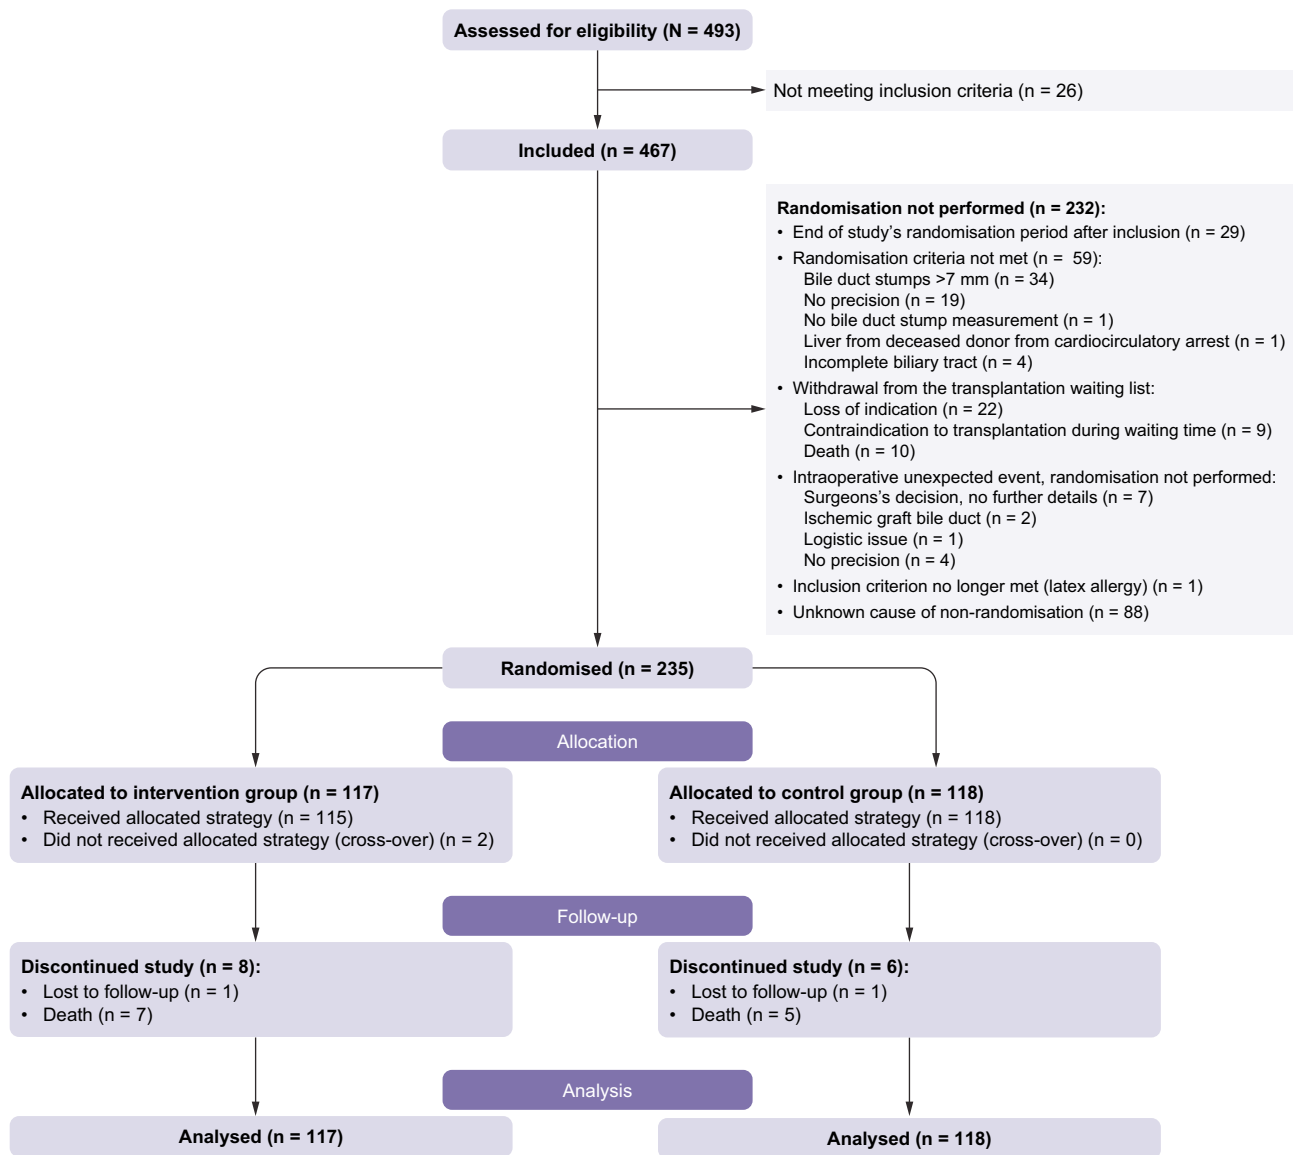 Assessed for eligibility (N = 493)
Not meeting inclusion criteria (n = 26)
Included (n = 467)
Randomisation not performed (n = 232):
• End of study's randomisation period after inclusion (n = 29)
• Randomisation criteria not met (n =  59):
Bile duct stumps >7 mm (n = 34)
No precision (n = 19)
No bile duct stump measurement (n = 1)
Liver from deceased donor from cardiocirculatory arrest (n = 1)
Incomplete biliary tract (n = 4)
• Withdrawal from the transplantation waiting list:
Loss of indication (n = 22)
Contraindication to transplantation during waiting time (n = 9)
Death (n = 10)
• Intraoperative unexpected event, randomisation not performed:
Surgeons's decision, no further details (n = 7)
Ischemic graft bile duct (n = 2)
Logistic issue (n = 1)
No precision (n = 4)
• Inclusion criterion no longer met (latex allergy) (n = 1)
• Unknown cause of non-randomisation (n = 88)
Randomised (n = 235)
Allocation
Allocated to intervention group (n = 117)
• Received allocated strategy (n = 115)
• Did not received allocated strategy (cross-over) (n = 2)
Allocated to control group (n = 118)
• Received allocated strategy (n = 118)
• Did not received allocated strategy (cross-over) (n = 0)
Follow-up
Discontinued study (n = 8):
• Lost to follow-up (n = 1)
• Death (n = 7)
Discontinued study (n = 6):
• Lost to follow-up (n = 1)
• Death (n = 5)
Analysis
Analysed (n = 117)
Analysed (n = 118)